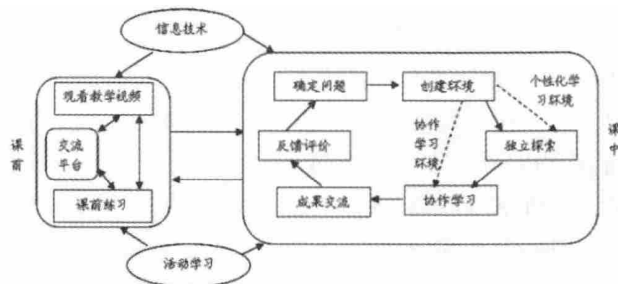 信息技术
观看教学视频
课前
交流
平台
课前练习
活动学习
确定问题
创建环境
个性化学
习环境
反馈评价
协作
学习
环境
独立探索
课中
成果交流
协作学习